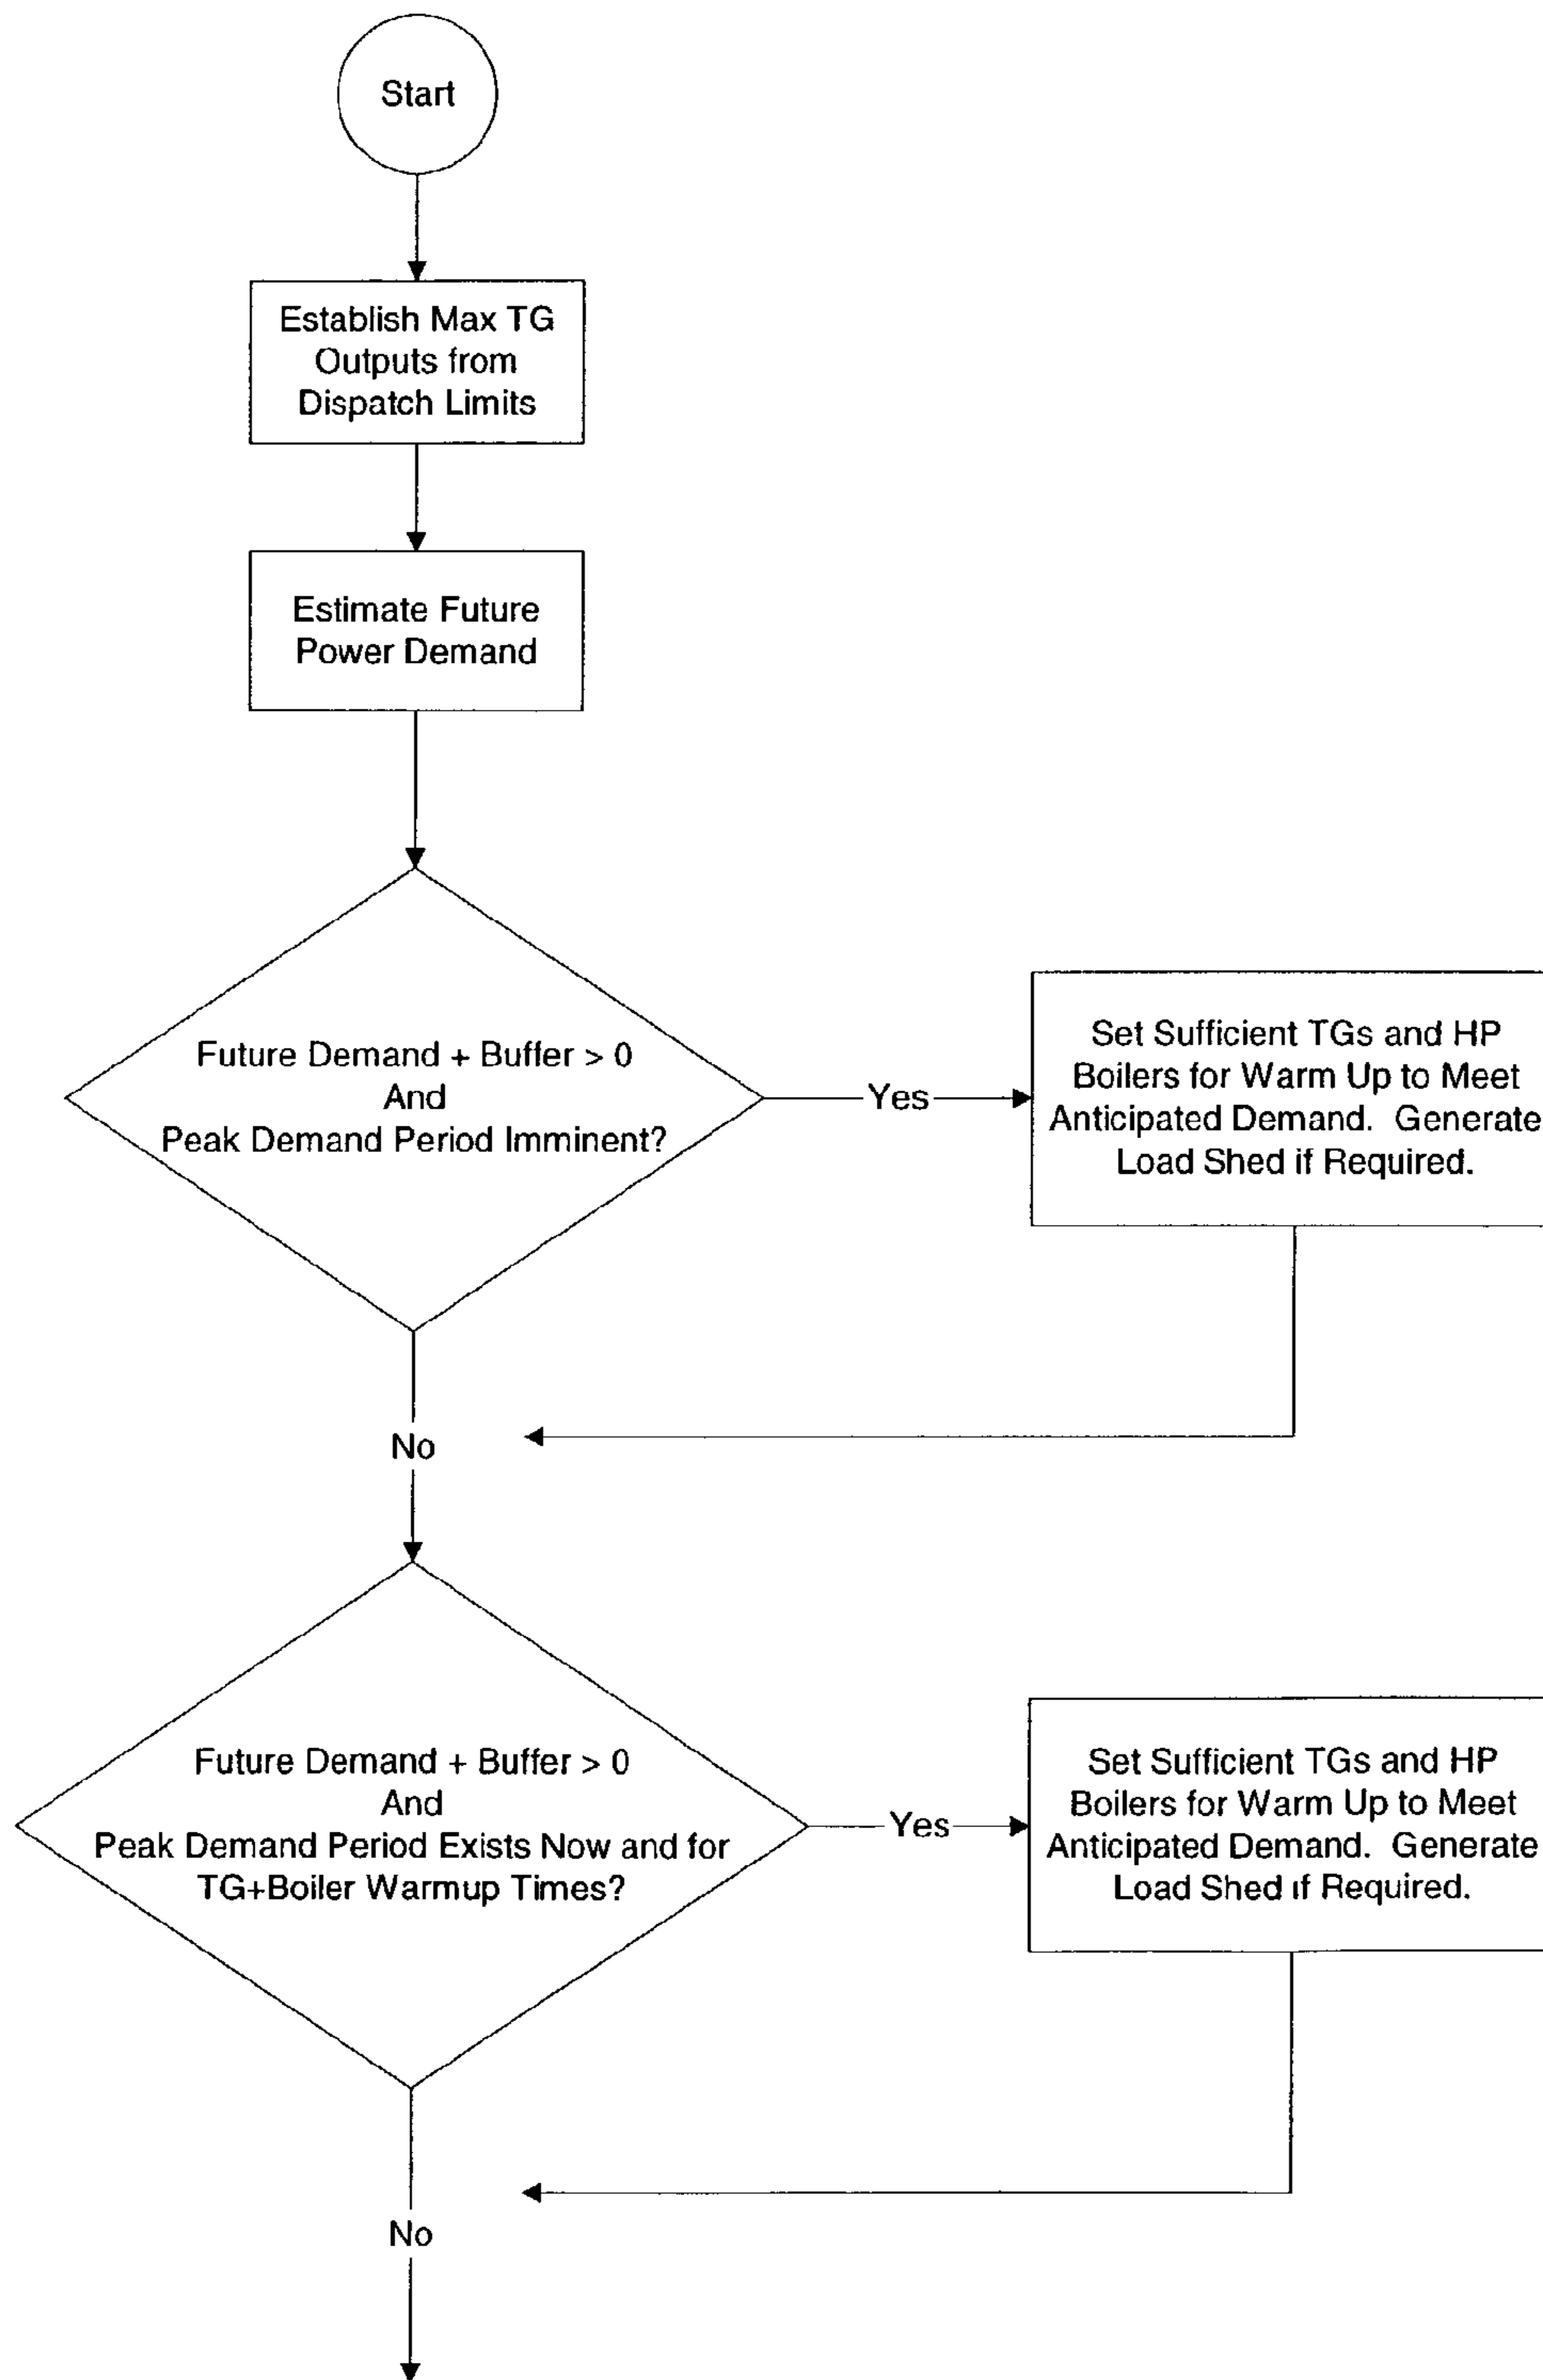 Start
Establish Max TG
Outputs from
Dispatch Limits
Estimate Future
Power Demand
Future Demand + Buffer > 0
And
Peak Demand Period Imminent?
Yes
Set Sufficient TGs and HP
Boilers for Warm Up to Meet
Anticipated Demand. Generate
Load Shed if Required.
No
Future Demand + Buffer > 0
And
Peak Demand Period Exists Now and for
TG+Boiler Warmup Times?
Yes
Set Sufficient TGs and HP
Boilers for Warm Up to Meet
Anticipated Demand. Generate
Load Shed if Required.
No